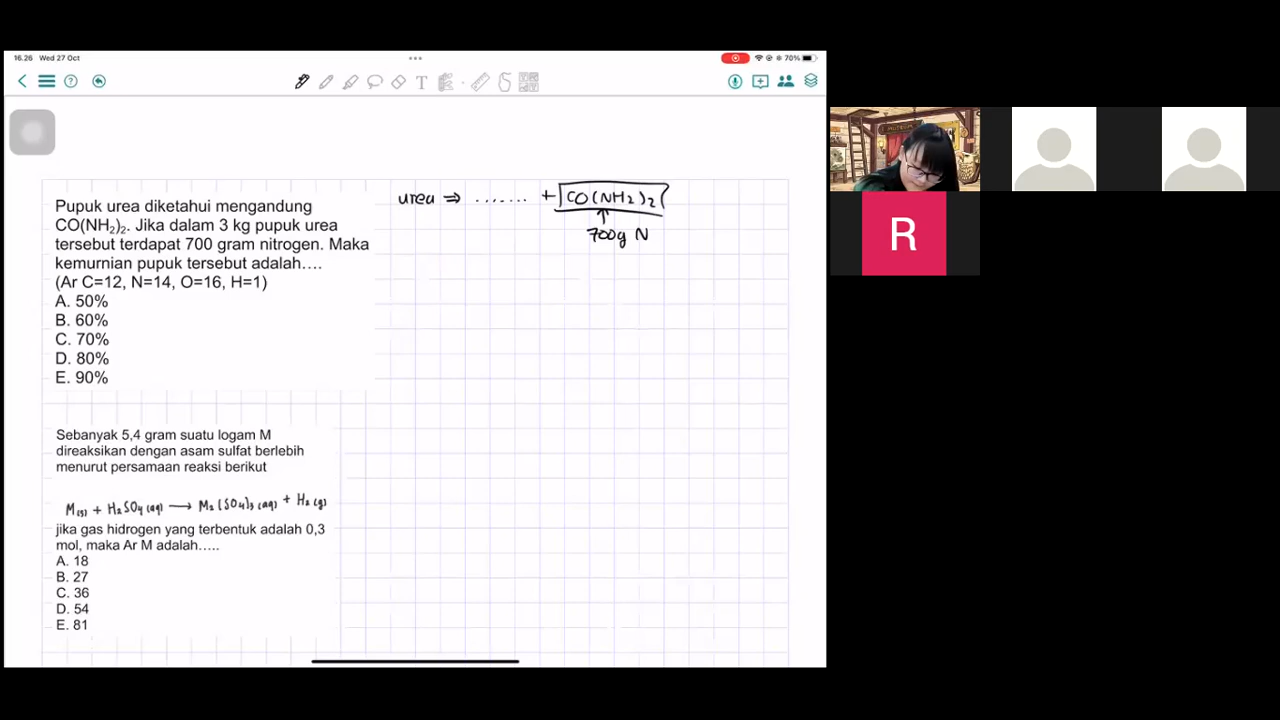 16.26 Wed 27 Oct
70%
T
Pupuk urea diketahui mengandung
CO(NH₂)₂. Jika dalam 3 kg pupuk urea
tersebut terdapat 700 gram nitrogen. Maka
kemurnian pupuk tersebut adalah….
(Ar C=12, N=14, O=16, H=1)
A. 50%
B. 60%
C. 70%
D. 80%
E. 90%
urea ⇒ ....... + CO(NH₂)₂
↑
700g N
Sebanyak 5,4 gram suatu logam M
direaksikan dengan asam sulfat berlebih
menurut persamaan reaksi berikut
M(s) + H₂SO₄(aq) → M₂(SO₄)₃(aq) + H₂(g)
jika gas hidrogen yang terbentuk adalah 0,3
mol, maka Ar M adalah…..
A. 18
B. 27
C. 36
D. 54
E. 81
R